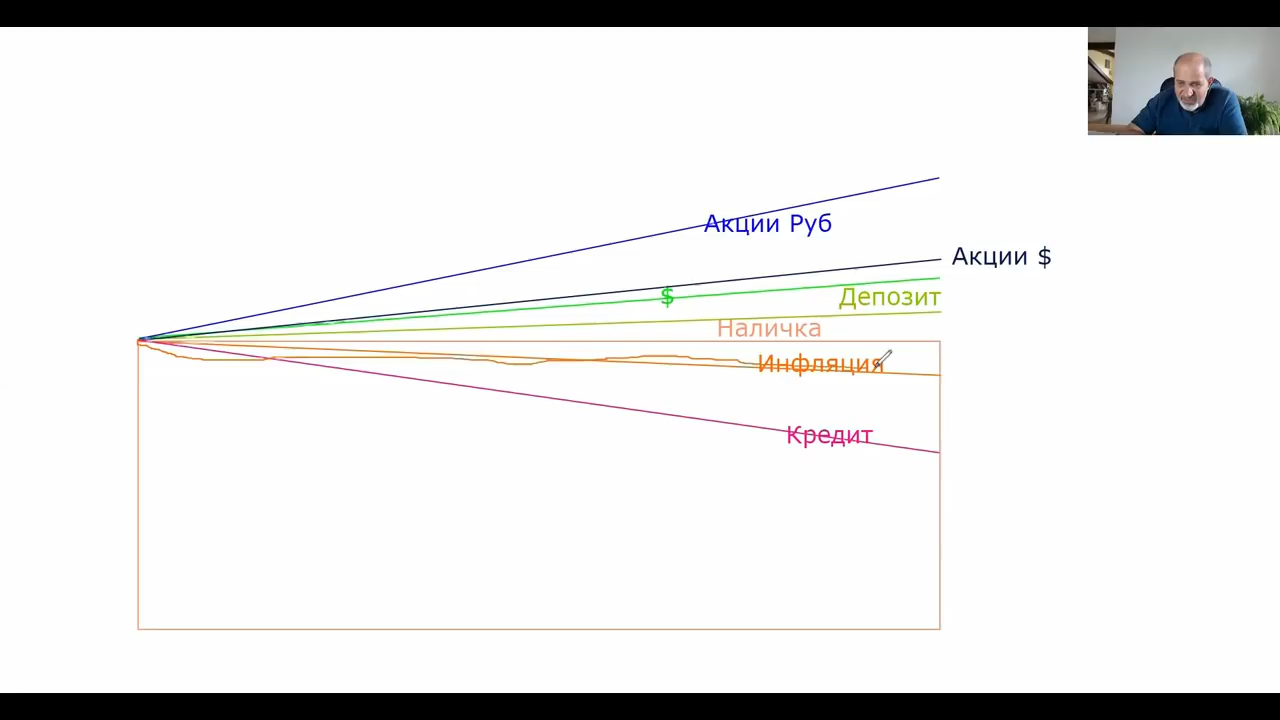 Акции Руб
Акции $
$
Депозит
Наличка
Инфляция
Кредит